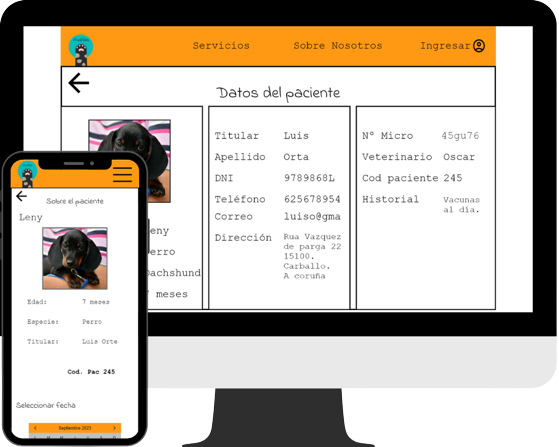 Servicios Sobre Nosotros Ingresar
Datos del paciente
Titular Luis
Apellido Orta
DNI 9789868L
Teléfono 625678954
Correo luiso@gma
Dirección Rua Vazquez
de parga 22
15100.
Carballo.
A coruña
Nº Micro 45gu76
Veterinario Oscar
Cod paciente 245
Historial Vacunas
al día.
eny
erro
Dachshund
meses
Sobre el paciente
Leny
Edad: 7 meses
Especie: Perro
Titular: Luis Orte
Cod. Pac 245
Seleccionar fecha
Septiembre 2023